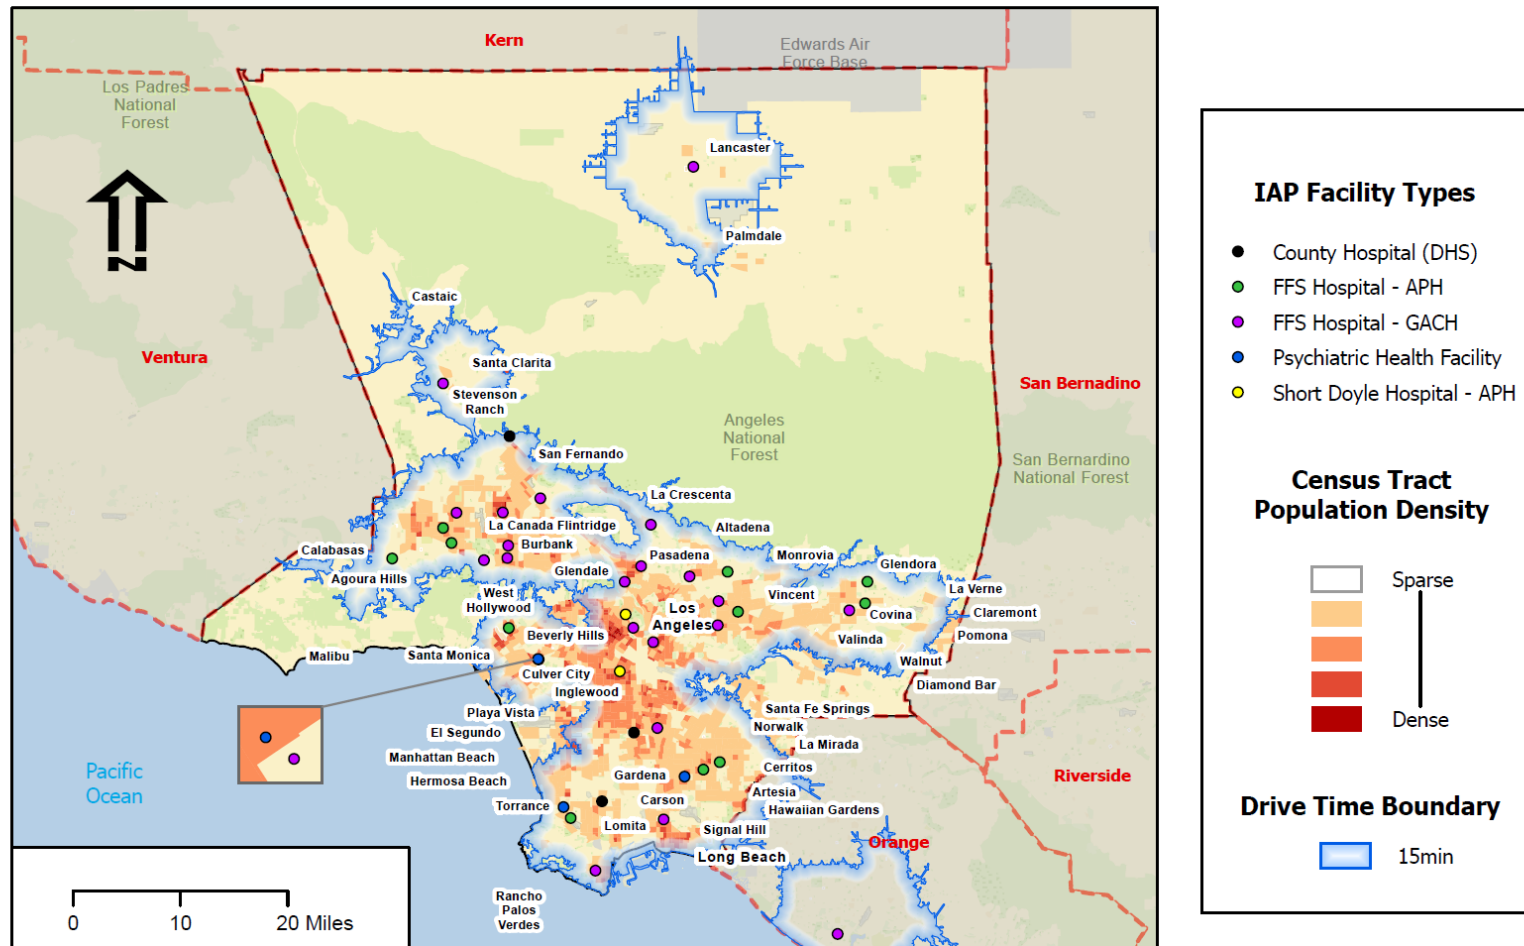 Kern
Edwards Air
Force Base
Los Padres
National
Forest
Lancaster
N
Palmdale
Castaic
Ventura
Santa Clarita
Stevenson
Ranch
San Bernadino
Angeles
National
Forest
San Bernardino
National Forest
San Fernando
La Crescenta
La Canada Flintridge
Altadena
Burbank
Calabasas
Pasadena
Monrovia
Glendora
Agoura Hills
Glendale
West
Hollywood
Vincent
La Verne
Los
Angeles
Covina
Claremont
Beverly Hills
Valinda
Pomona
Malibu
Santa Monica
Walnut
Culver City
Diamond Bar
Inglewood
Playa Vista
Santa Fe Springs
El Segundo
Norwalk
La Mirada
Manhattan Beach
Hermosa Beach
Gardena
Cerritos
Pacific
Ocean
Riverside
Torrance
Carson
Artesia
Hawaiian Gardens
Lomita
Signal Hill
Orange
Long Beach
Rancho
Palos
Verdes
0 10 20 Miles
IAP Facility Types
County Hospital (DHS)
FFS Hospital - APH
FFS Hospital - GACH
Psychiatric Health Facility
Short Doyle Hospital - APH
Census Tract
Population Density
Sparse
Dense
Drive Time Boundary
15min